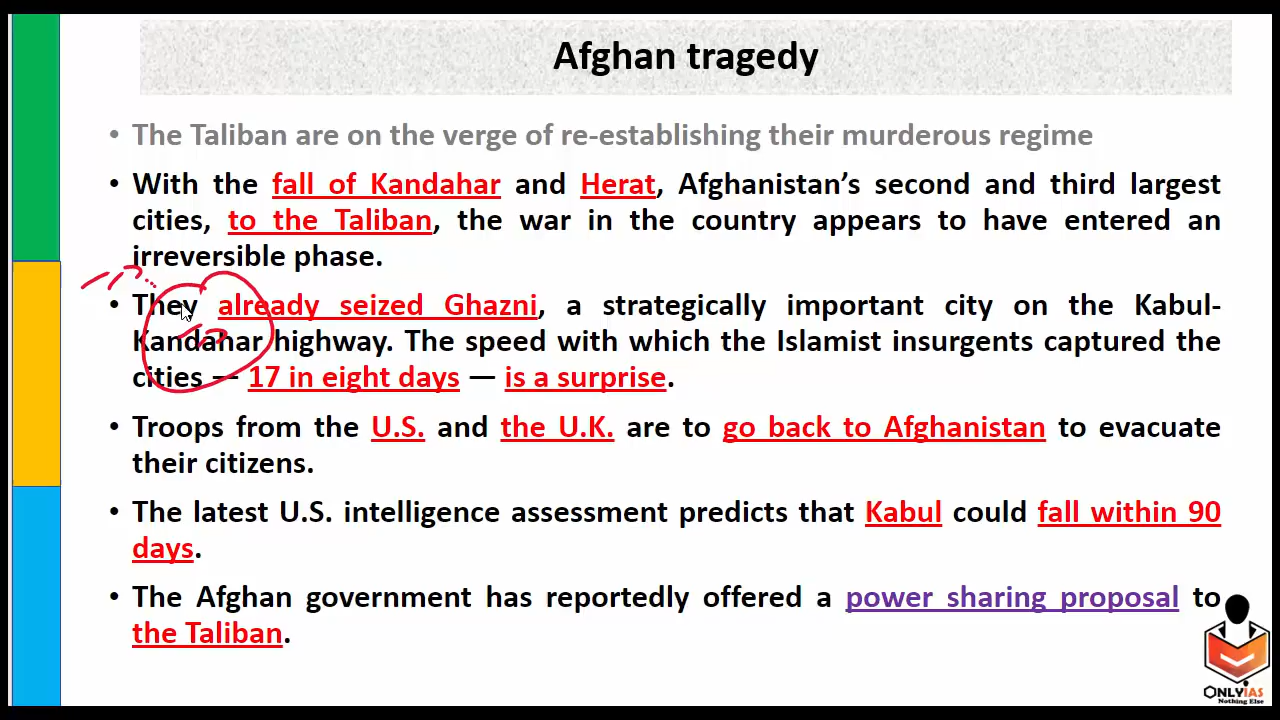 Afghan tragedy
• The Taliban are on the verge of re-establishing their murderous regime
• With the fall of Kandahar and Herat, Afghanistan’s second and third largest
cities, to the Taliban, the war in the country appears to have entered an
irreversible phase.
• They already seized Ghazni, a strategically important city on the Kabul-
Kandahar highway. The speed with which the Islamist insurgents captured the
cities — 17 in eight days — is a surprise.
• Troops from the U.S. and the U.K. are to go back to Afghanistan to evacuate
their citizens.
• The latest U.S. intelligence assessment predicts that Kabul could fall within 90
days.
• The Afghan government has reportedly offered a power sharing proposal to
the Taliban.
ONLYIAS
Nothing Else